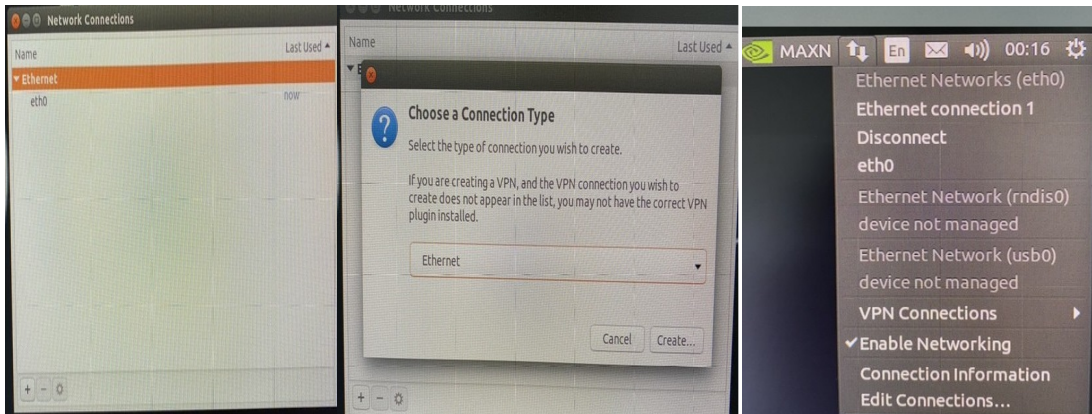 Network Connections
Name
Last Used
Ethernet
eth0
now
Network Connections
Name
Last Used
Choose a Connection Type
Select the type of connection you wish to create.
If you are creating a VPN, and the VPN connection you wish to
create does not appear in the list, you may not have the correct VPN
plugin installed.
Ethernet
Cancel
Create...
MAXN
En
00:16
Ethernet Networks (eth0)
Ethernet connection 1
Disconnect
eth0
Ethernet Network (rndis0)
device not managed
Ethernet Network (usb0)
device not managed
VPN Connections
Enable Networking
Connection Information
Edit Connections...